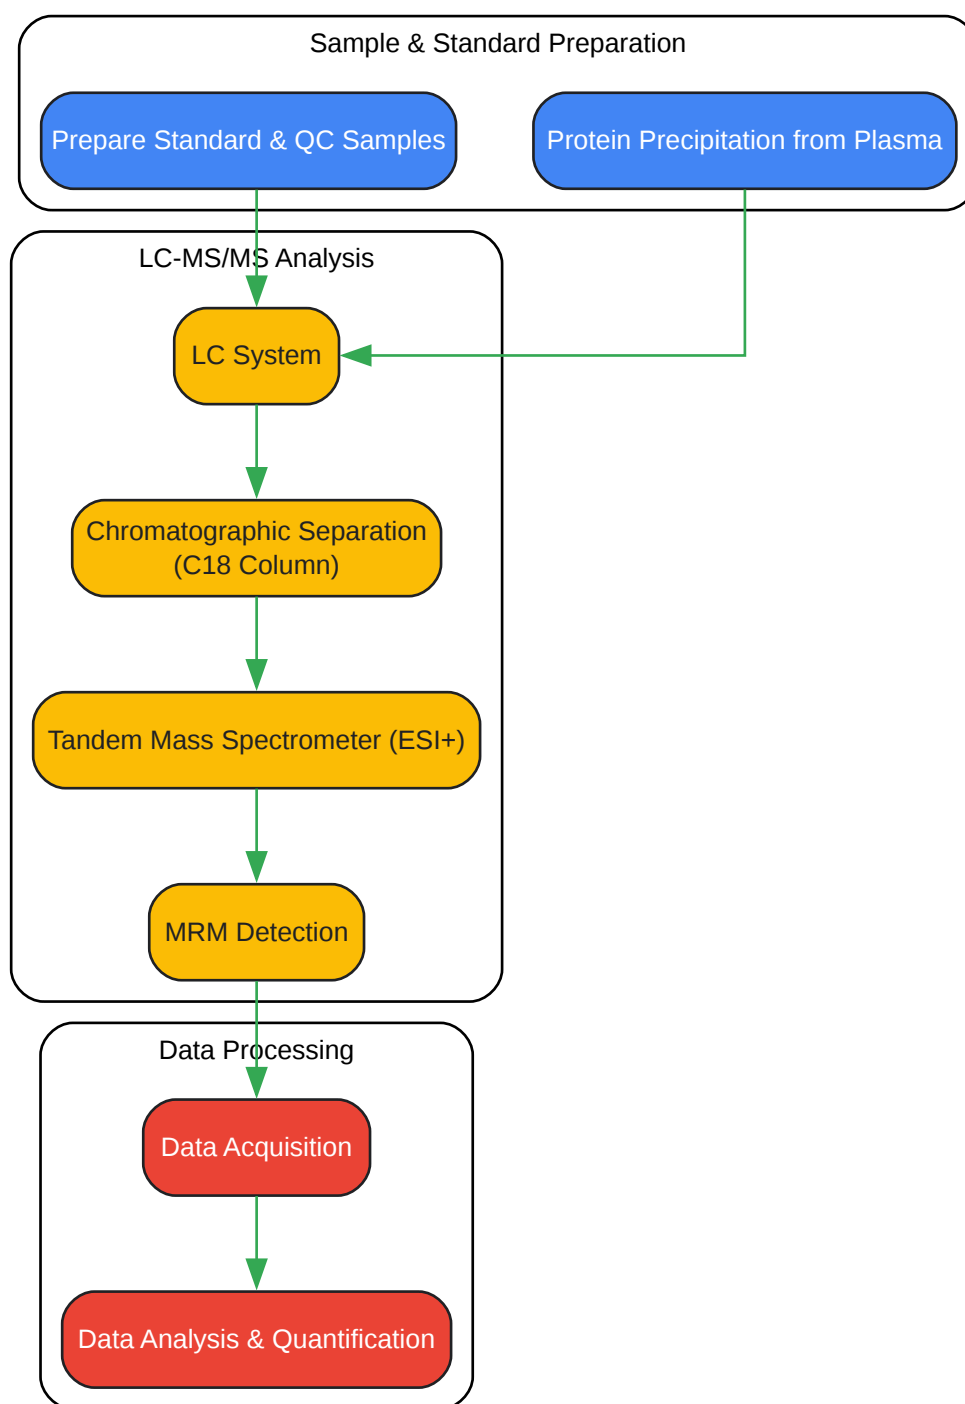 Sample & Standard Preparation
Prepare Standard & QC Samples
Protein Precipitation from Plasma
LC-MS/MS Analysis
LC System
Chromatographic Separation
(C18 Column)
Tandem Mass Spectrometer (ESI+)
MRM Detection
Data Processing
Data Acquisition
Data Analysis & Quantification